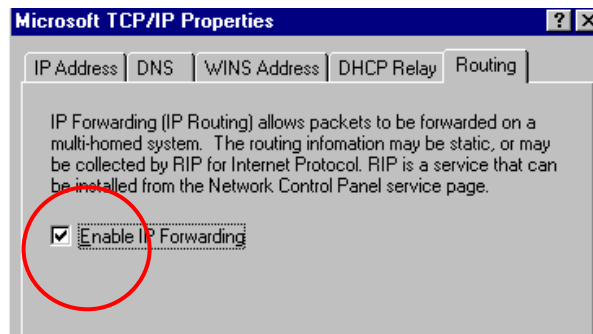 Microsoft TCP/IP Properties
IP Address DNS WINS Address DHCP Relay Routing
IP Forwarding (IP Routing) allows packets to be forwarded on a
multi-homed system. The routing infomation may be static, or may
be collected by RIP for Internet Protocol. RIP is a service that can
be installed from the Network Control Panel service page.
Enable IP Forwarding